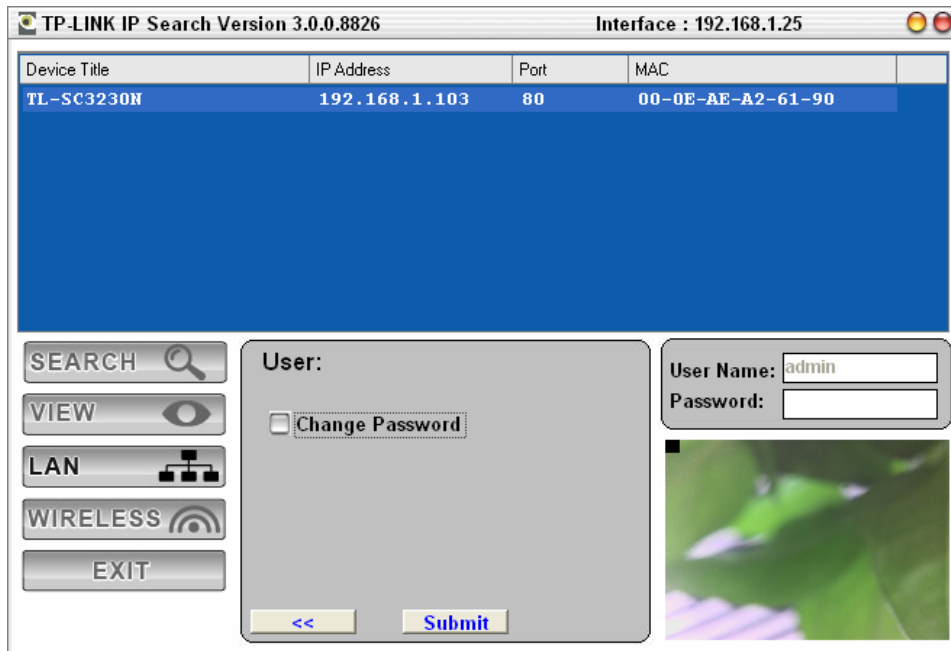 TP-LINK IP Search Version 3.0.0.8826 Interface : 192.168.1.25
Device Title IP Address Port MAC
TL-SC3230N 192.168.1.103 80 00-0E-AE-A2-61-90
SEARCH
VIEW
LAN
WIRELESS
EXIT
User:
Change Password
<< Submit
User Name: admin
Password: